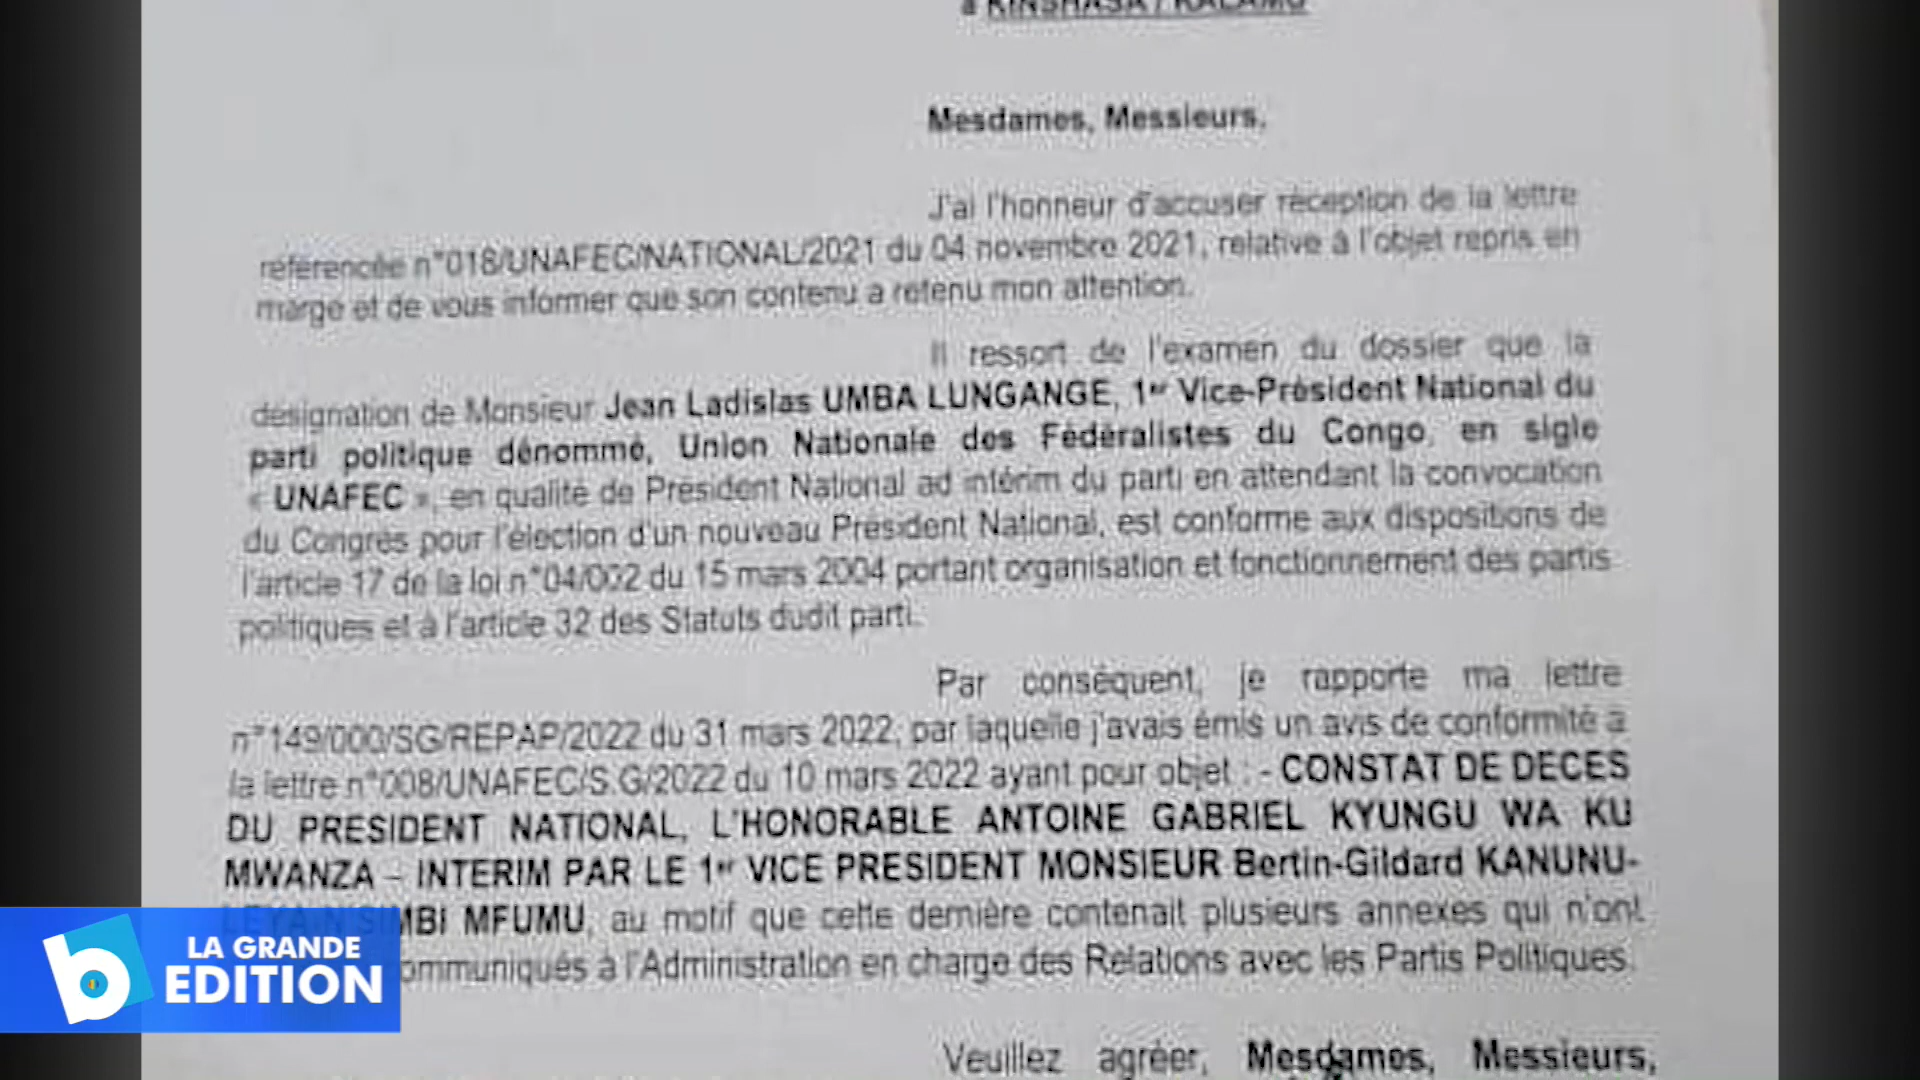 à KINSHASA / KALAMU
Mesdames, Messieurs,
J'ai l'honneur d'accuser réception de la lettre
référencée n°018/UNAFEC/NATIONAL/2021 du 04 novembre 2021, relative à l'objet repris en
marge et de vous informer que son contenu a retenu mon attention.
Il ressort de l'examen du dossier que la
désignation de Monsieur Jean Ladislas UMBA LUNGANGE, 1er Vice-Président National du
parti politique dénommé, Union Nationale des Fédéralistes du Congo, en sigle
« UNAFEC », en qualité de Président National ad intérim du parti en attendant la convocation
du Congrès pour l'élection d'un nouveau Président National, est conforme aux dispositions de
l'article 17 de la loi n°04/002 du 15 mars 2004 portant organisation et fonctionnement des partis
politiques et à l'article 32 des Statuts dudit parti.
Par conséquent, je rapporte ma lettre
n°149/000/SG/REPAP/2022 du 31 mars 2022, par laquelle j'avais émis un avis de conformité à
la lettre n°008/UNAFEC/S.G/2022 du 10 mars 2022 ayant pour objet : - CONSTAT DE DECES
DU PRESIDENT NATIONAL, L'HONORABLE ANTOINE GABRIEL KYUNGU WA KU
MWANZA – INTERIM PAR LE 1er VICE PRESIDENT MONSIEUR Bertin-Gildard KANUNU-
LEYA-N'SIMBI MFUMU, au motif que cette dernière contenait plusieurs annexes qui n'ont
ommuniqués à l'Administration en charge des Relations avec les Partis Politiques.
Veuillez agréer, Mesdames, Messieurs,
b
LA GRANDE
EDITION